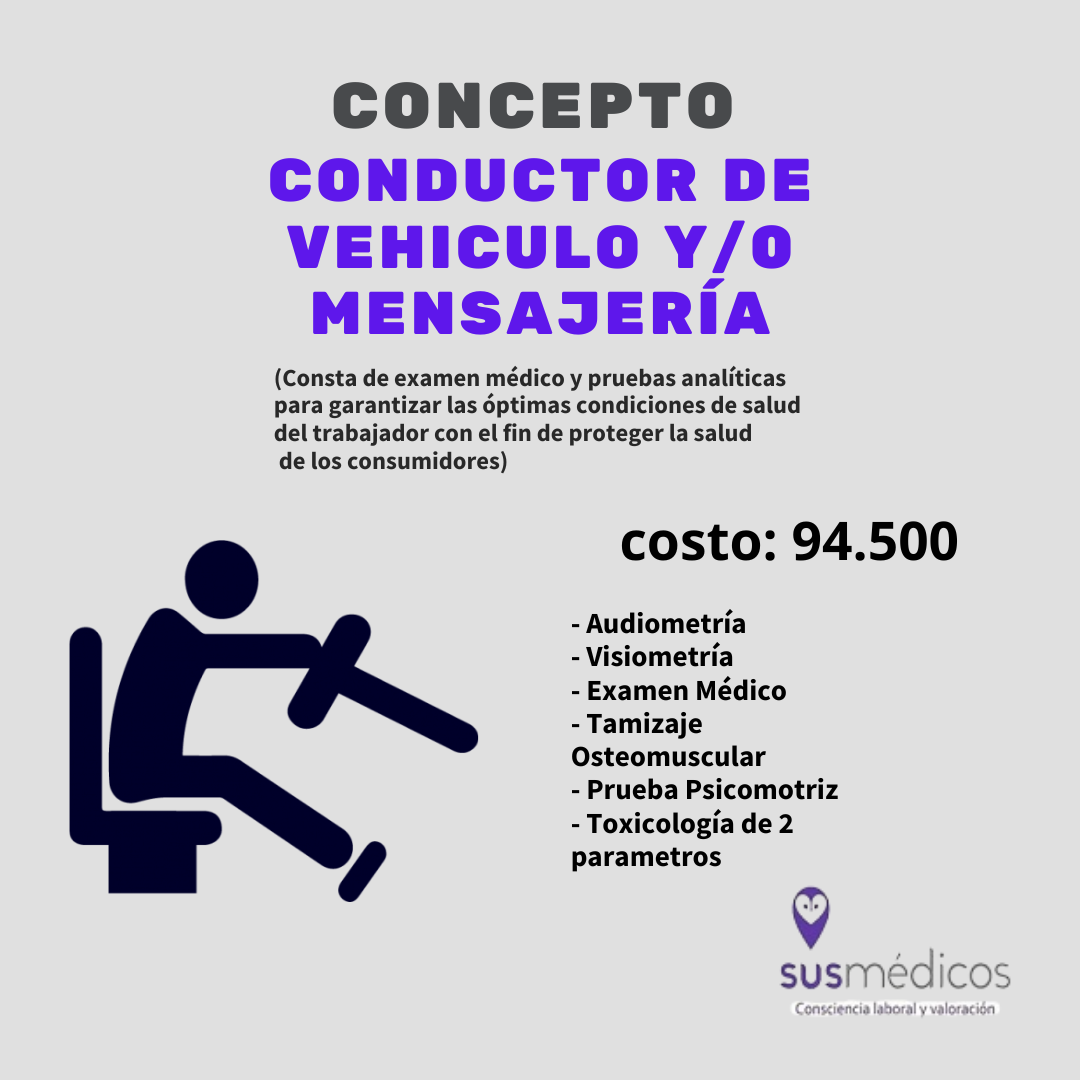 CONCEPTO
CONDUCTOR DE
VEHICULO Y/O
MENSAJERÍA
(Consta de examen médico y pruebas analíticas
para garantizar las óptimas condiciones de salud
del trabajador con el fin de proteger la salud
de los consumidores)
costo: 94.500
- Audiometría
- Visiometría
- Examen Médico
- Tamizaje
Osteomuscular
- Prueba Psicomotriz
- Toxicología de 2
parametros
susmédicos
Consciencia laboral y valoración